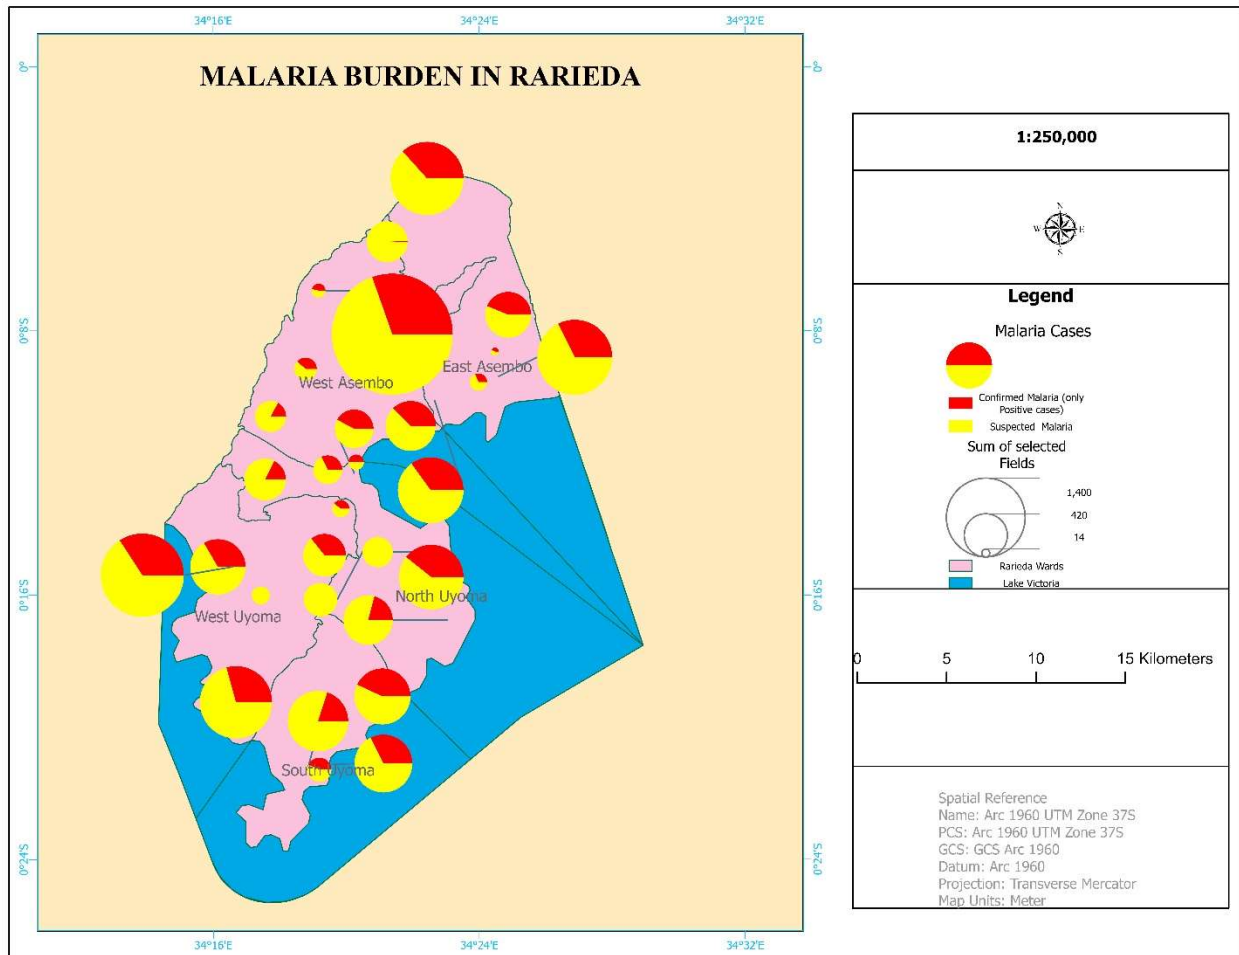 34°16'E 34°24'E 34°32'E
0° 0°
MALARIA BURDEN IN RARIEDA
0°8'S 0°8'S
East Asembo
West Asembo
0°16'S 0°16'S
North Uyoma
West Uyoma
South Uyoma
0°24'S 0°24'S
34°16'E 34°24'E 34°32'E
1:250,000
N
W E
S
Legend
Malaria Cases
Confirmed Malaria (only
Positive cases)
Suspected Malaria
Sum of selected
Fields
1,400
420
14
Rarieda Wards
Lake Victoria
0 5 10 15 Kilometers
Spatial Reference
Name: Arc 1960 UTM Zone 37S
PCS: Arc 1960 UTM Zone 37S
GCS: GCS Arc 1960
Datum: Arc 1960
Projection: Transverse Mercator
Map Units: Meter